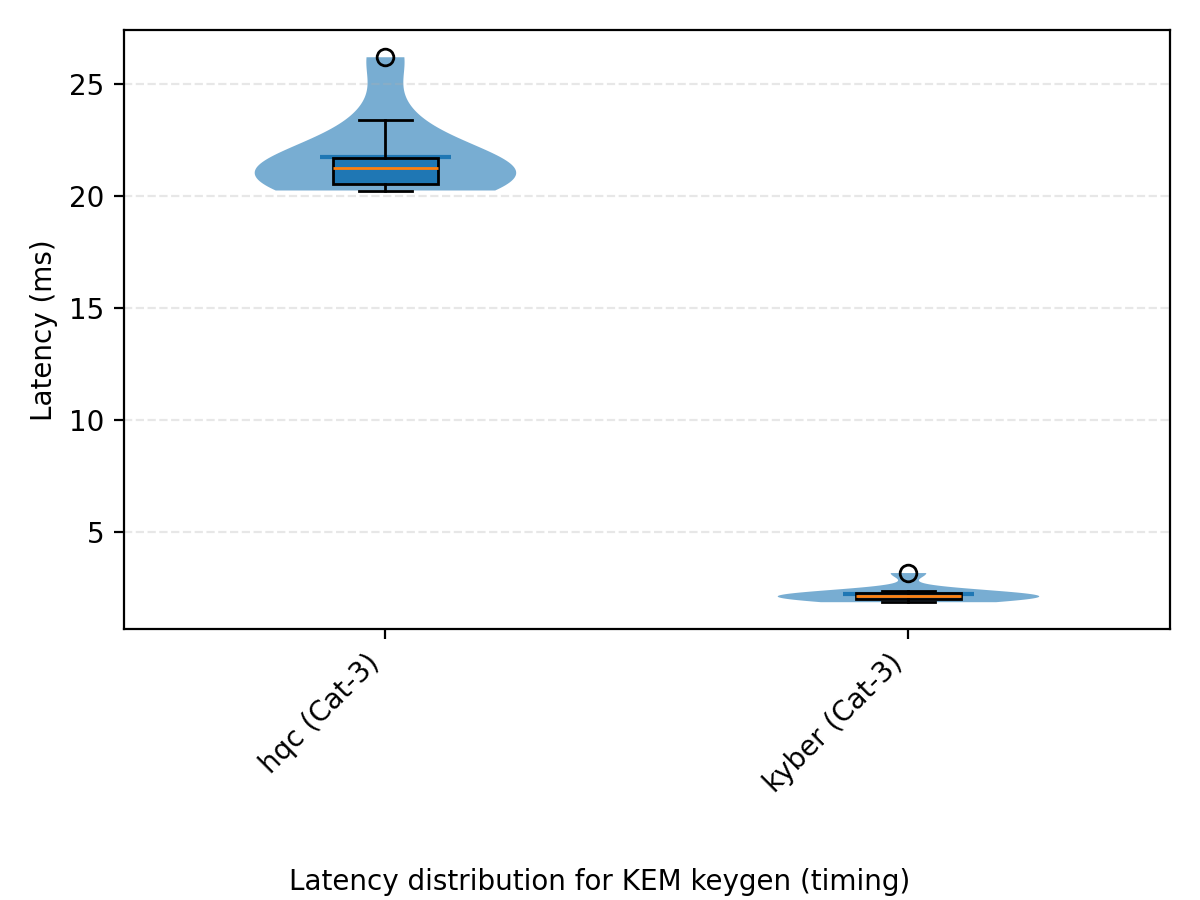 25
20
15
10
5
Latency (ms)
hqc (Cat-3)
kyber (Cat-3)
Latency distribution for KEM keygen (timing)